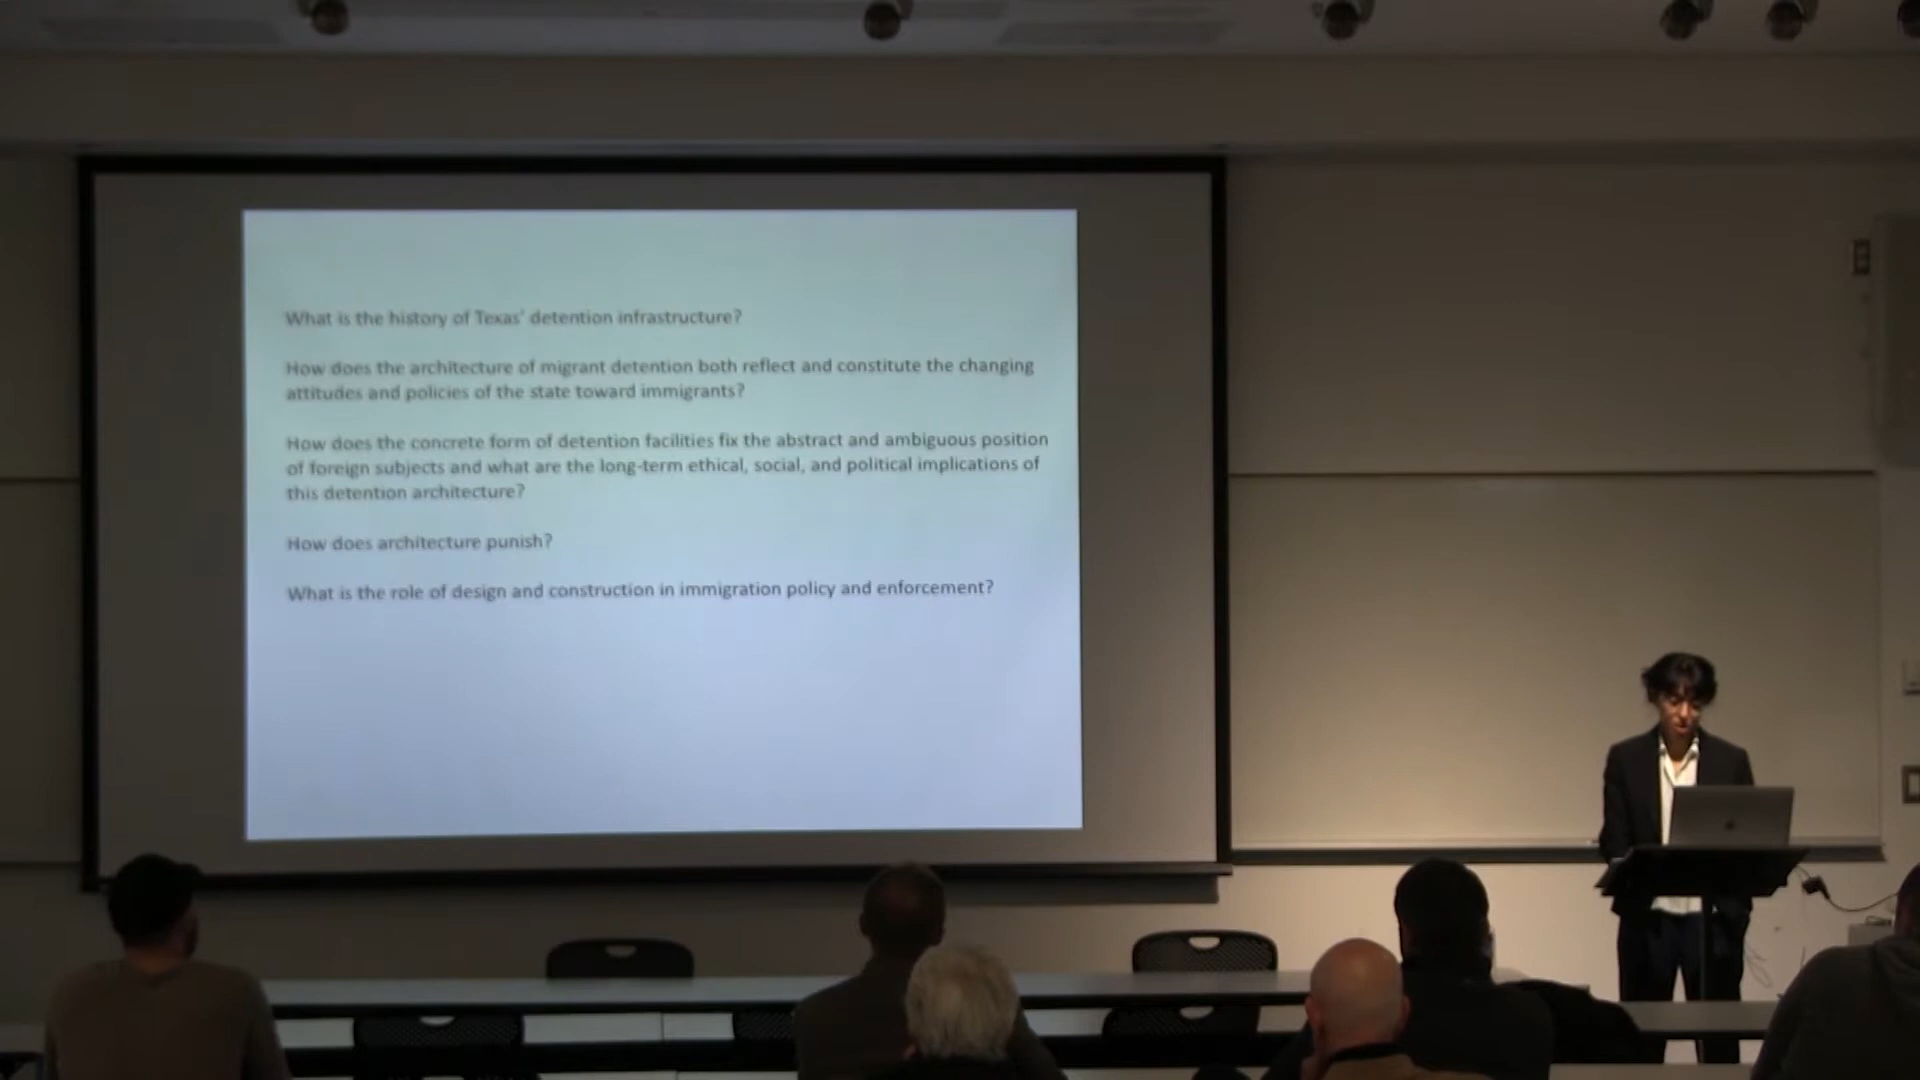 What is the history of Texas' detention infrastructure?
How does the architecture of migrant detention both reflect and constitute the changing
attitudes and policies of the state toward immigrants?
How does the concrete form of detention facilities fix the abstract and ambiguous position
of foreign subjects and what are the long-term ethical, social, and political implications of
this detention architecture?
How does architecture punish?
What is the role of design and construction in immigration policy and enforcement?